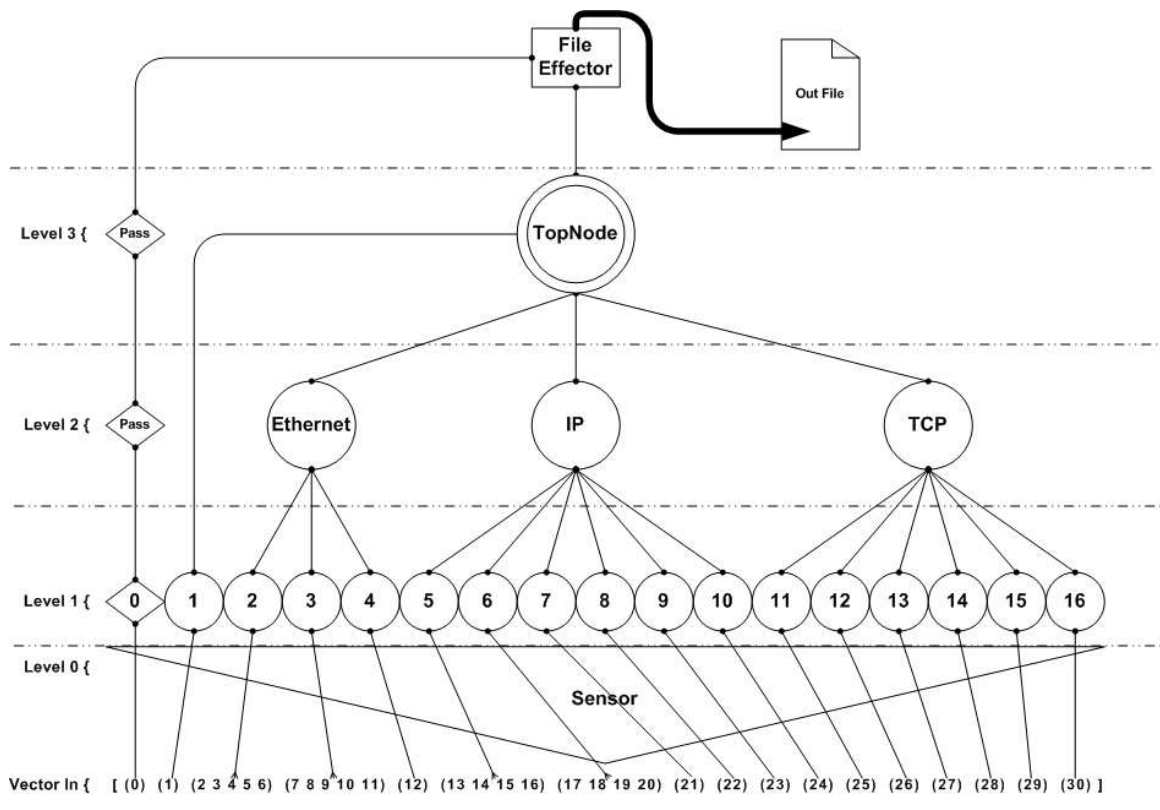 File
Effector
Out File
Level 3 {
Pass
TopNode
Level 2 {
Pass
Ethernet
IP
TCP
Level 1 {
0 1 2 3 4 5 6 7 8 9 10 11 12 13 14 15 16
Level 0 {
Sensor
Vector In { [ (0) (1) (2 3 4 5 6) (7 8 9 10 11) (12) (13 14 15 16) (17 18 19 20) (21) (22) (23) (24) (25) (26) (27) (28) (29) (30) ]